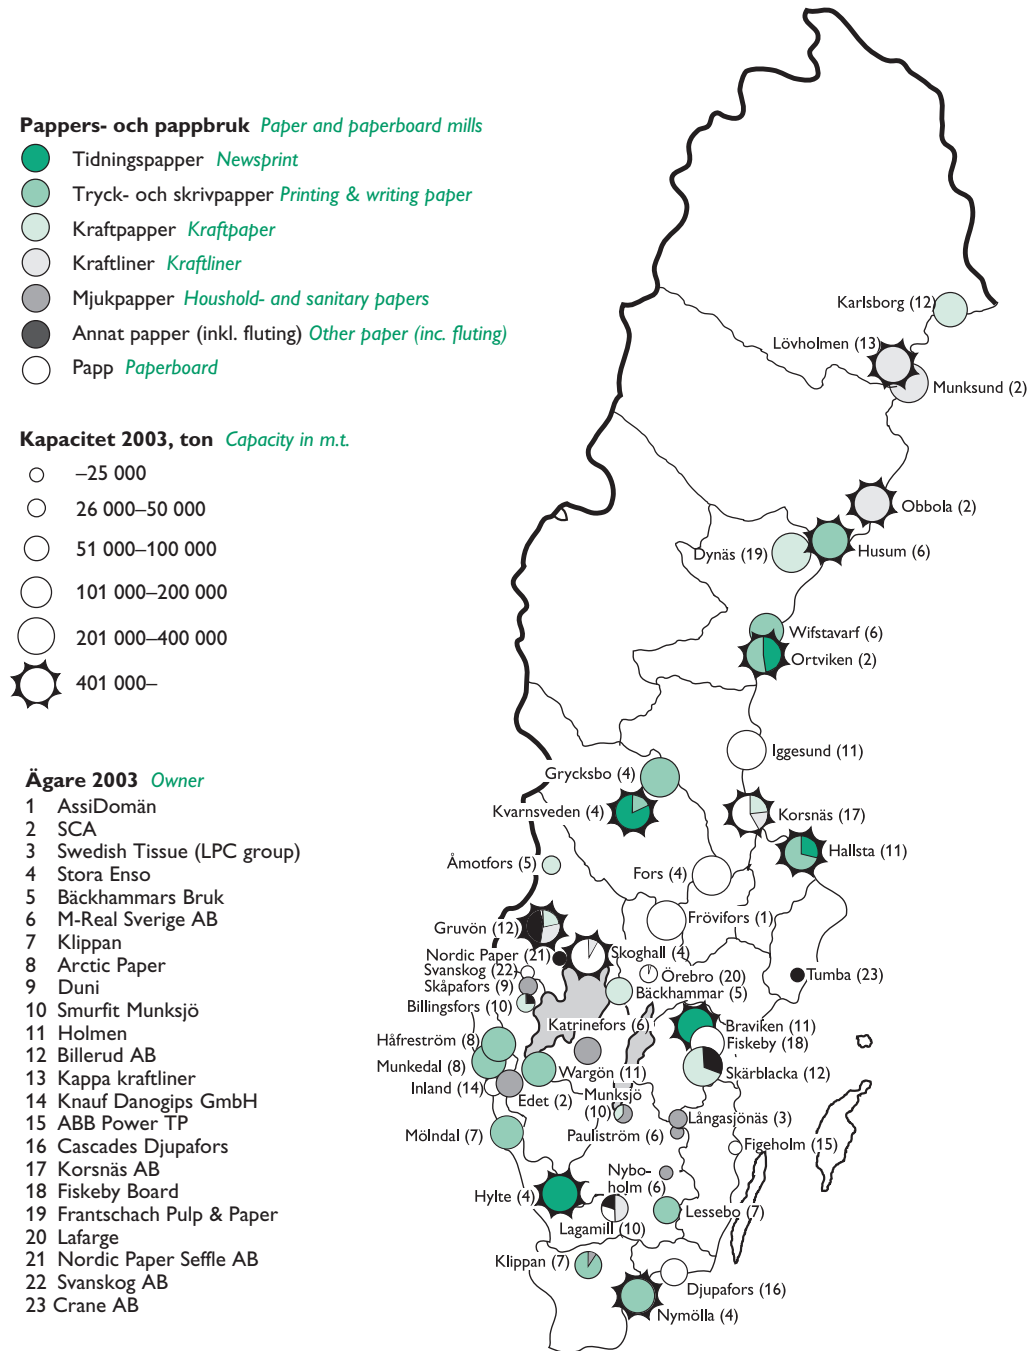 Pappers- och pappbruk Paper and paperboard mills
Tidningspapper Newsprint
Tryck- och skrivpapper Printing & writing paper
Kraftpapper Kraftpaper
Kraftliner Kraftliner
Mjukpapper Houshold- and sanitary papers
Annat papper (inkl. fluting) Other paper (inc. fluting)
Papp Paperboard
Kapacitet 2003, ton Capacity in m.t.
–25 000
26 000–50 000
51 000–100 000
101 000–200 000
201 000–400 000
401 000–
Ägare 2003 Owner
1 AssiDomän
2 SCA
3 Swedish Tissue (LPC group)
4 Stora Enso
5 Bäckhammars Bruk
6 M-Real Sverige AB
7 Klippan
8 Arctic Paper
9 Duni
10 Smurfit Munksjö
11 Holmen
12 Billerud AB
13 Kappa kraftliner
14 Knauf Danogips GmbH
15 ABB Power TP
16 Cascades Djupafors
17 Korsnäs AB
18 Fiskeby Board
19 Frantschach Pulp & Paper
20 Lafarge
21 Nordic Paper Seffle AB
22 Svanskog AB
23 Crane AB
Karlsborg (12)
Lövholmen (13)
Munksund (2)
Obbola (2)
Dynäs (19)
Husum (6)
Wifstavarf (6)
Ortviken (2)
Iggesund (11)
Grycksbo (4)
Kvarnsveden (4)
Korsnäs (17)
Hallsta (11)
Åmotfors (5)
Fors (4)
Frövifors (1)
Gruvön (12)
Nordic Paper (21)
Skoghall (4)
Svanskog (22)
Örebro (20)
Tumba (23)
Skåpafors (9)
Bäckhammar (5)
Billingsfors (10)
Katrinefors (6)
Braviken (11)
Håfreström (8)
Fiskeby (18)
Munkedal (8)
Wargön (11)
Skärblacka (12)
Inland (14)
Edet (2)
Munksjö
(10)
Långasjönäs (3)
Mölndal (7)
Pauliström (6)
Figeholm (15)
Nybo-
holm (6)
Hylte (4)
Lessebo (7)
Lagamill (10)
Klippan (7)
Djupafors (16)
Nymölla (4)